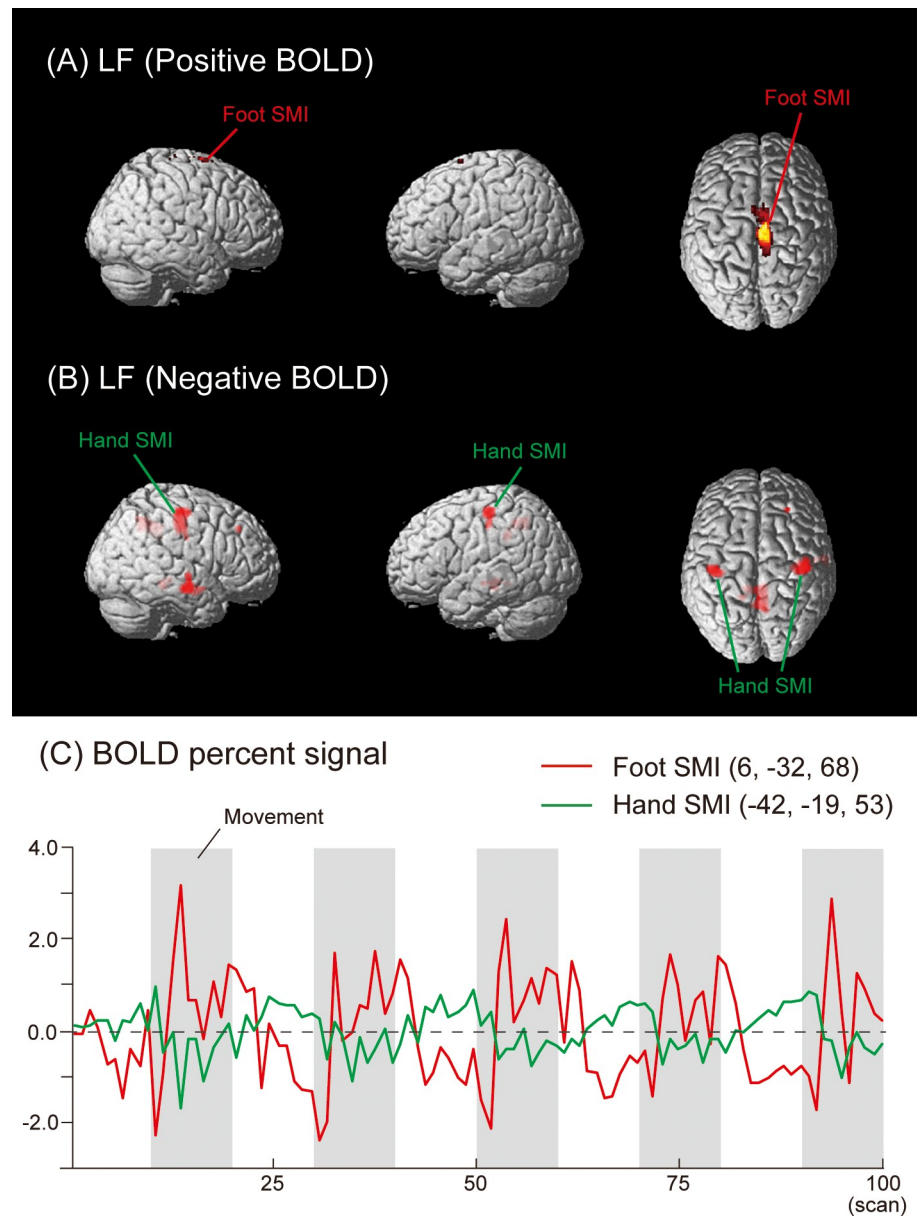 (A) LF (Positive BOLD)
Foot SMI
Foot SMI
(B) LF (Negative BOLD)
Hand SMI
Hand SMI
Hand SMI
(C) BOLD percent signal
Foot SMI (6, -32, 68)
Hand SMI (-42, -19, 53)
Movement
4.0
2.0
0.0
-2.0
25
50
75
100
(scan)